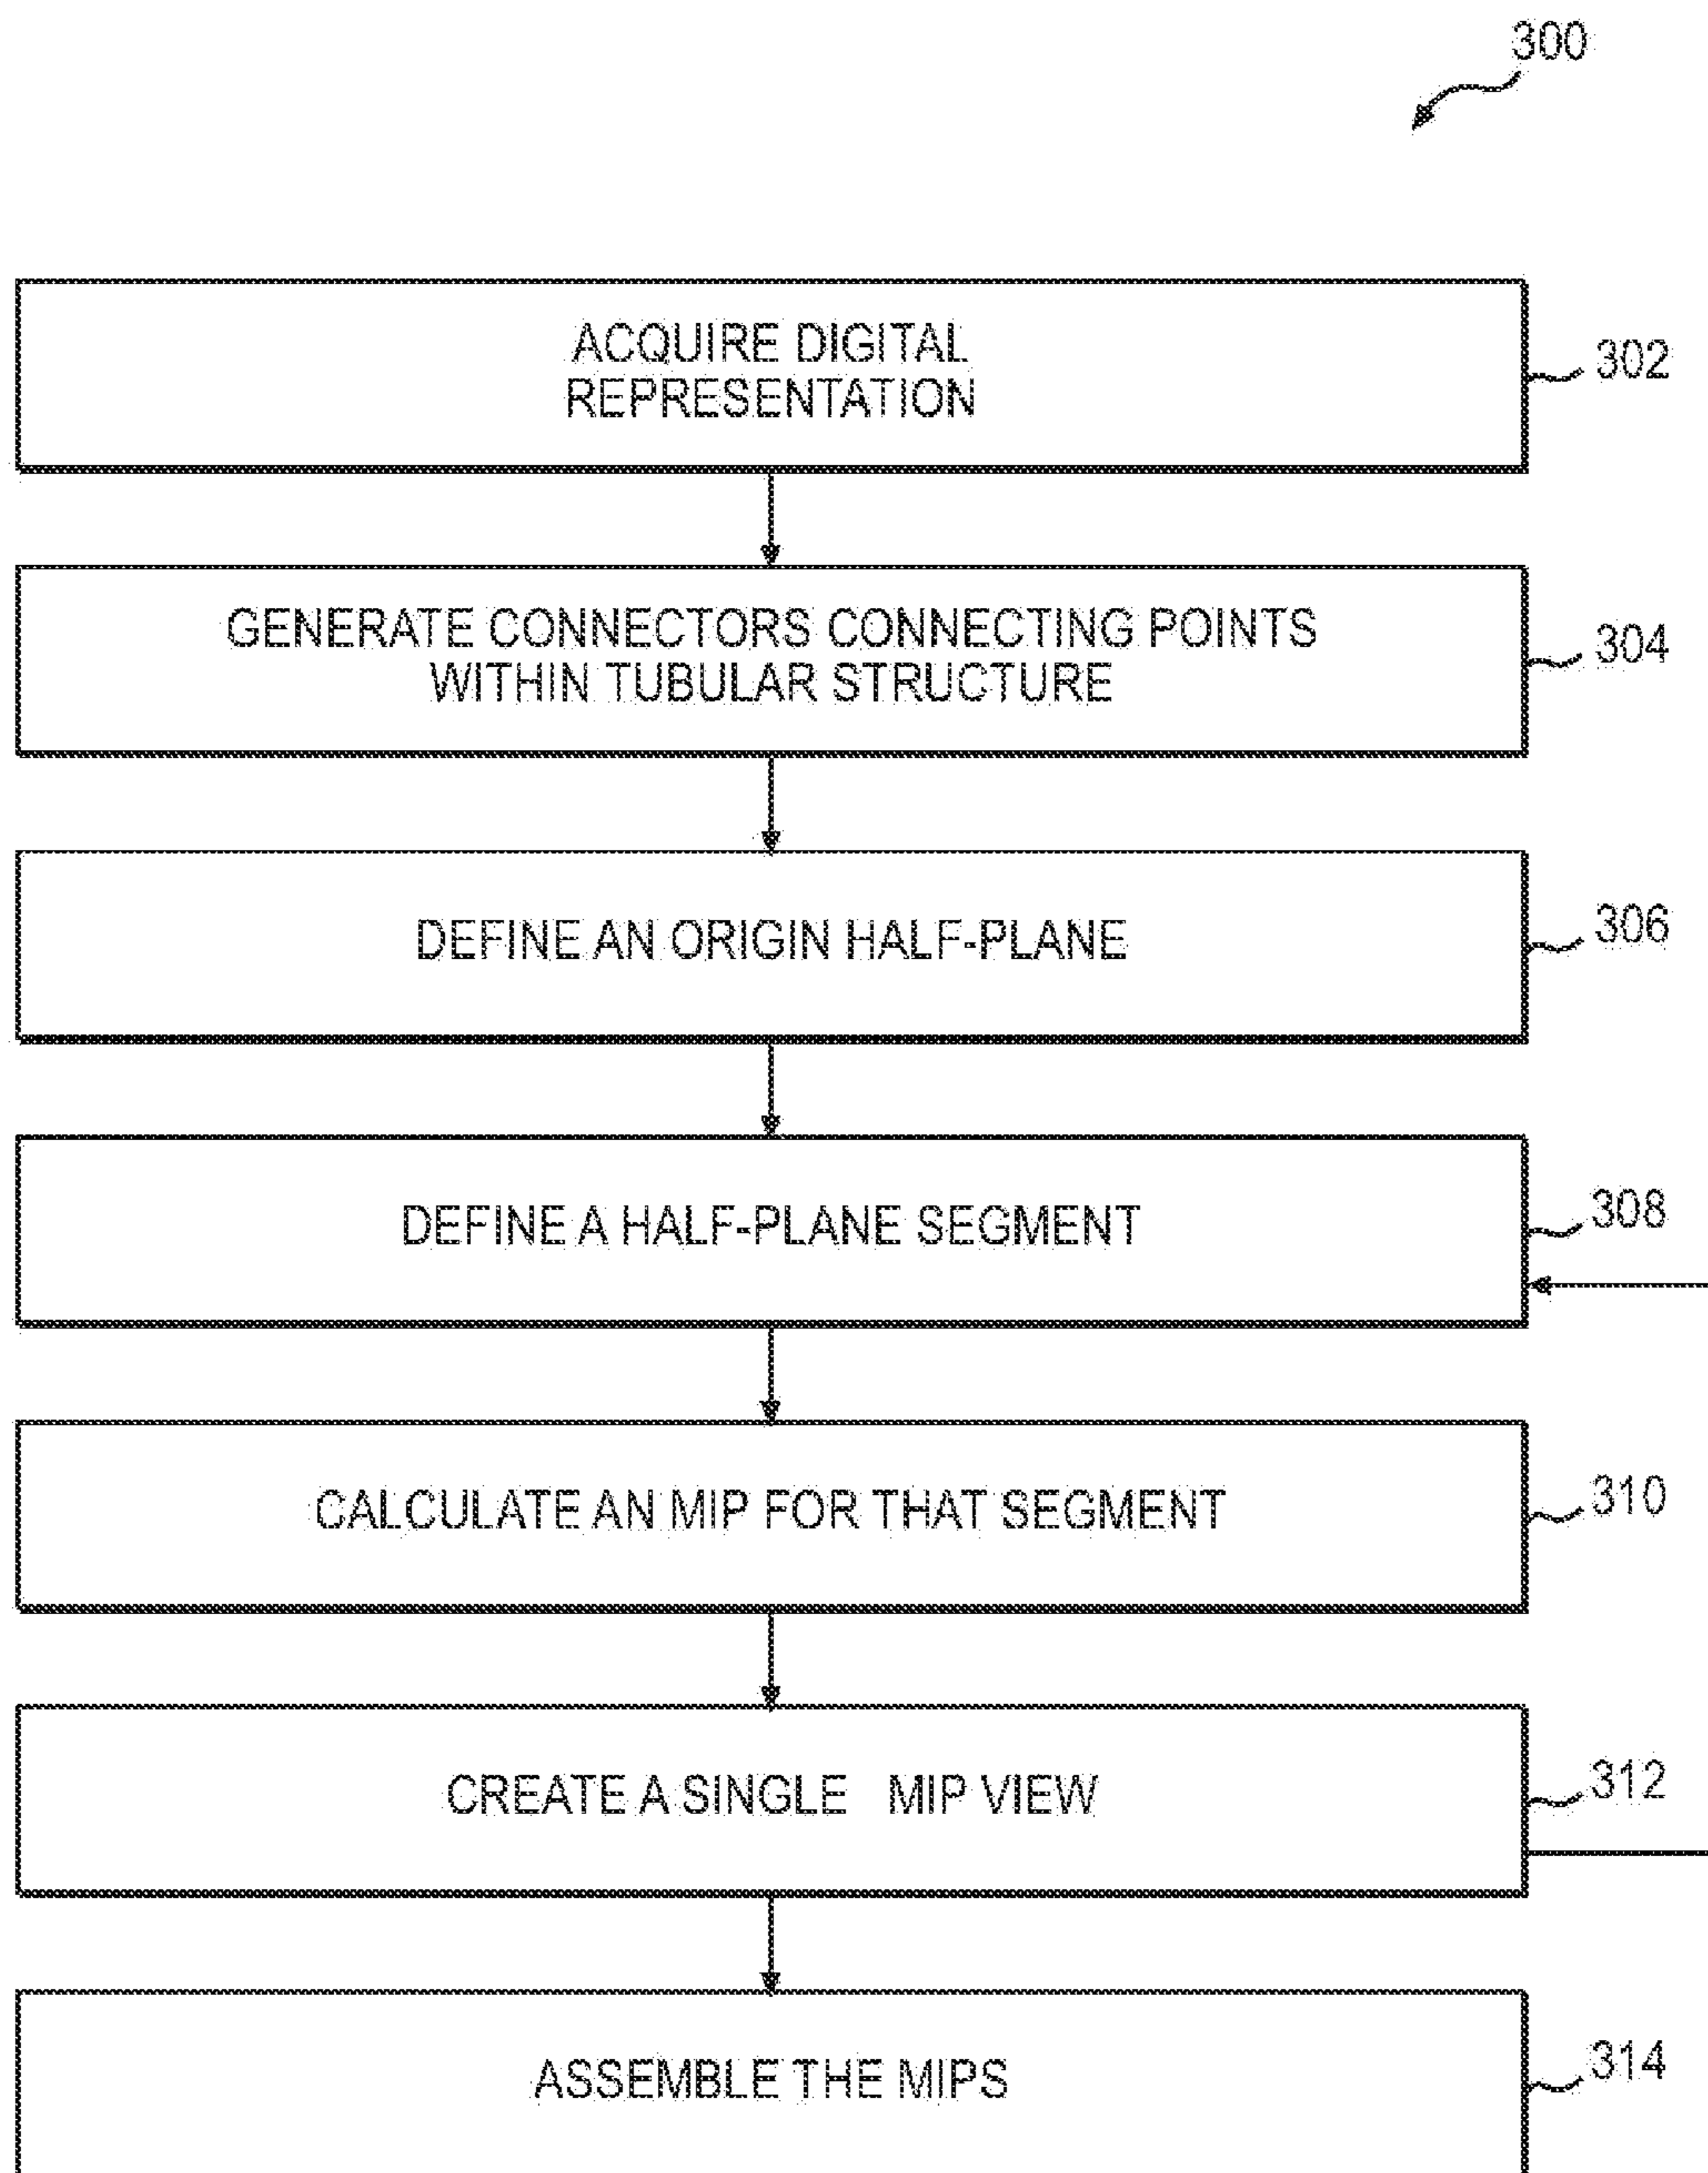 300
ACQUIRE DIGITAL
REPRESENTATION
302
GENERATE CONNECTORS CONNECTING POINTS
WITHIN TUBULAR STRUCTURE
304
DEFINE AN ORIGIN HALF-PLANE
306
DEFINE A HALF-PLANE SEGMENT
308
CALCULATE AN MIP FOR THAT SEGMENT
310
CREATE A SINGLE MIP VIEW
312
ASSEMBLE THE MIPS
314